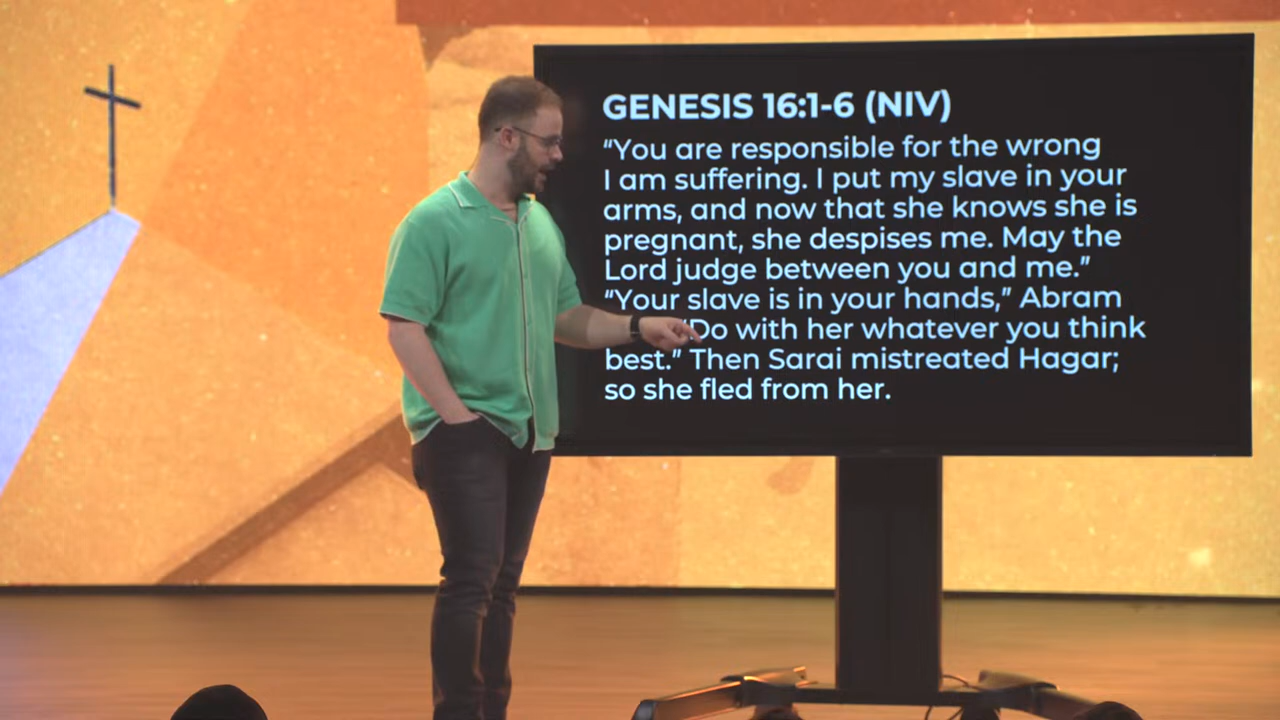 GENESIS 16:1-6 (NIV)
“You are responsible for the wrong
I am suffering. I put my slave in your
arms, and now that she knows she is
pregnant, she despises me. May the
Lord judge between you and me.”
“Your slave is in your hands,” Abram
“Do with her whatever you think
best.” Then Sarai mistreated Hagar;
so she fled from her.